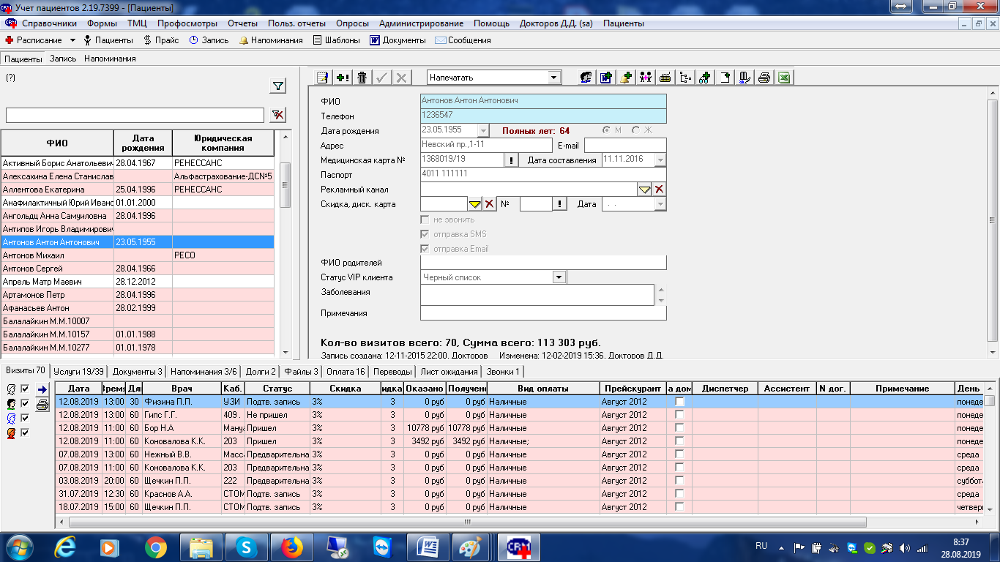 Учет пациентов 2.19.7399 - [Пациенты]
Справочники Формы ТМЦ Профосмотры Отчеты Польз. отчеты Опросы Администрирование Помощь Докторов Д.Д. (sa) Пациенты
Расписание Пациенты Прайс Запись Напоминания Шаблоны Документы Сообщения
Пациенты Запись Напоминания
(?)
Напечатать
ФИО Дата рождения Юридическая компания
Активный Борис Анатольевич 28.04.1967 РЕНЕССАНС
Алексахина Елена Станислав Альфастрахование-ДС№5
Аллентова Екатерина 25.04.1996 РЕНЕССАНС
Анафилактичный Юрий Иванс 01.01.2000
Ангольдц Анна Самуиловна 28.04.1996
Антипов Игорь Владимирович
Антонов Антон Антонович 23.05.1955
Антонов Михаил РЕСО
Антонов Сергей 28.04.1966
Апрель Матр Маевич 28.12.2012
Артамонов Петр 28.04.1996
Афанасьев Антон 28.02.1999
Балалайкин М.М.10007
Балалайкин М.М.10157 01.01.1988
Балалайкин М.М.10277 01.01.1978
ФИО Антонов Антон Антонович
Телефон 1236547
Дата рождения 23.05.1955 Полных лет: 64 М Ж
Адрес Невский пр.,1-11 E-mail
Медицинская карта № 1368019/19 ! Дата составления 11.11.2016
Паспорт 4011 111111
Рекламный канал
Скидка, диск. карта № ! Дата . .
не звонить
отправка SMS
отправка Email
ФИО родителей
Статус VIP клиента Черный список
Заболевания
Примечания
Кол-во визитов всего: 70, Сумма всего: 113 303 руб.
Запись создана: 12-11-2015 22:00, Докторов Изменена: 12-02-2019 15:36, Докторов Д.Д.
Визиты 70 Услуги 19/39 Документы 3 Напоминания 3/6 Долги 2 Файлы 3 Оплата 16 Переводы Лист ожидания Звонки 1
Дата Время Дли Врач Каб. Статус Скидка идка Оказано Получено Вид оплаты Прейскурант а дом Диспетчер Ассистент N дог. Примечание День
12.08.2019 13:00 30 Физина П.П. УЗИ Подтв. запись 3% 3 0 руб 0 руб Наличные Август 2012 понеде
12.08.2019 13:00 60 Гипс Г.Г. 409 . Не пришел 3% 3 0 руб 0 руб Наличные Август 2012 понеде
12.08.2019 11:00 60 Бор Н.А Ману Пришел 3% 3 10778 руб 10778 руб Наличные Август 2012 понеде
12.08.2019 11:00 60 Коновалова К.К. 203 Пришел 3% 3 3492 руб 3492 руб Наличные; Август 2012 понеде
07.08.2019 13:00 60 Нежный В.В. Масс Предварительна 3% 3 0 руб 0 руб Наличные Август 2012 среда
07.08.2019 11:00 60 Коновалова К.К. 203 Предварительна 3% 3 0 руб 0 руб Наличные Август 2012 среда
03.08.2019 20:00 60 Щечкин П.П. 222 Предварительна 3% 3 0 руб 0 руб Наличные Август 2012 суббот
31.07.2019 12:30 60 Краснов А.А. СТОМ Подтв. запись 3% 3 0 руб 0 руб Наличные Август 2012 среда
18.07.2019 15:00 60 Щечкин П.П. СТОМ Подтв. запись 3% 3 0 руб 0 руб Наличные Август 2012 четверг
RU 8:37
28.08.2019